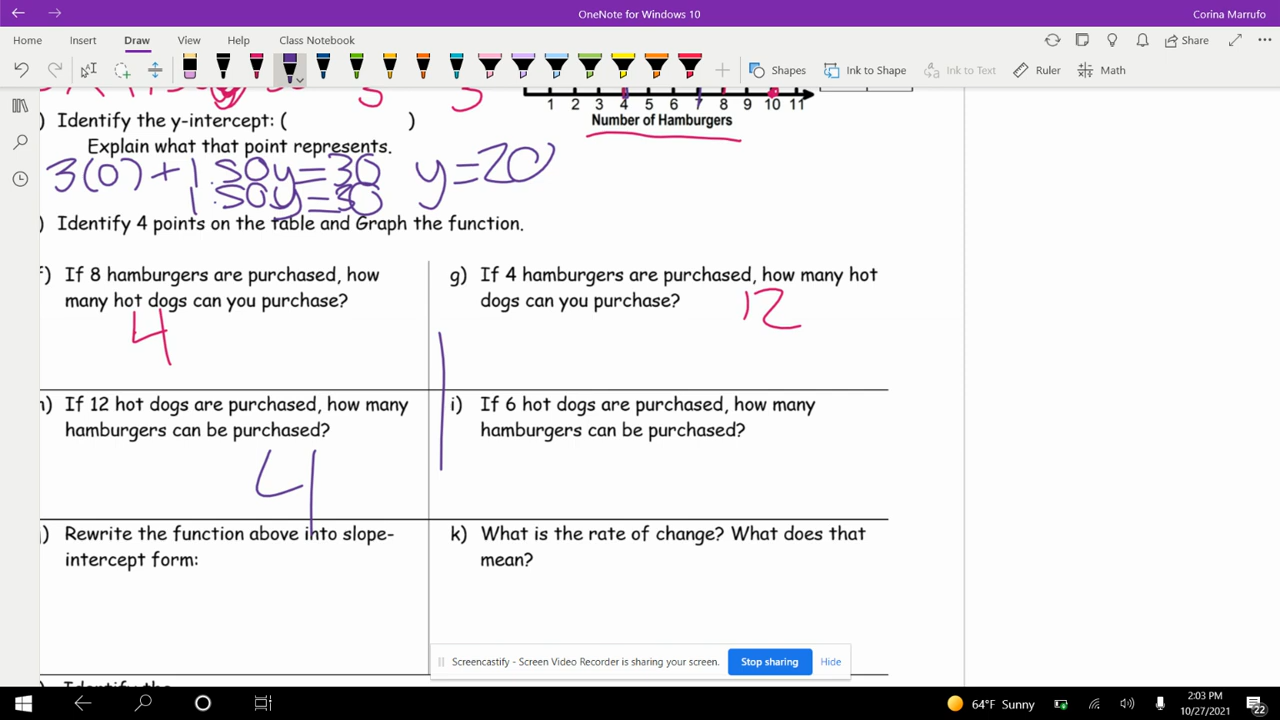 OneNote for Windows 10
Corina Marrufo
Home Insert Draw View Help Class Notebook
Share
Shapes Ink to Shape Ink to Text Ruler Math
1 2 3 4 5 6 7 8 9 10 11
) Identify the y-intercept: ( )
Number of Hamburgers
Explain what that point represents.
3(0) + 1.50y = 30 y = 20
1.50y = 30
) Identify 4 points on the table and Graph the function.
f) If 8 hamburgers are purchased, how
many hot dogs can you purchase?
4
g) If 4 hamburgers are purchased, how many hot
dogs can you purchase?
12
h) If 12 hot dogs are purchased, how many
hamburgers can be purchased?
4
i) If 6 hot dogs are purchased, how many
hamburgers can be purchased?
) Rewrite the function above into slope-
intercept form:
k) What is the rate of change? What does that
mean?
Screencastify - Screen Video Recorder is sharing your screen.
Stop sharing
Hide
) Identify the
64°F Sunny
2:03 PM
10/27/2021
22